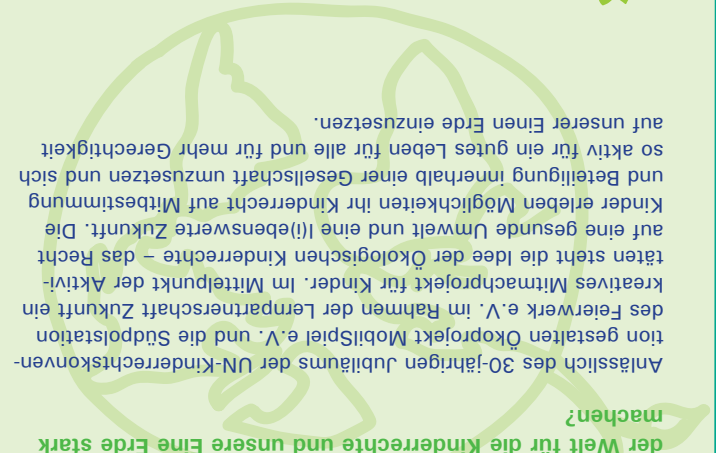 der Welt für die Kinderrechte und unsere Eine Erde stark
machen?
Anlässlich des 30-jährigen Jubiläums der UN-Kinderrechtskonven-
tion gestalten Ökoprojekt MobilSpiel e.V. und die Südpolstation
des Feierwerk e.V. im Rahmen der Lernpartnerschaft Zukunft ein
kreatives Mitmachprojekt für Kinder. Im Mittelpunkt der Aktivi-
täten steht die Idee der Ökologischen Kinderrechte – das Recht
auf eine gesunde Umwelt und eine l(i)ebenswerte Zukunft. Die
Kinder erleben Möglichkeiten ihr Kinderrecht auf Mitbestimmung
und Beteiligung innerhalb einer Gesellschaft umzusetzen und sich
so aktiv für ein gutes Leben für alle und für mehr Gerechtigkeit
auf unserer Einen Erde einzusetzen.